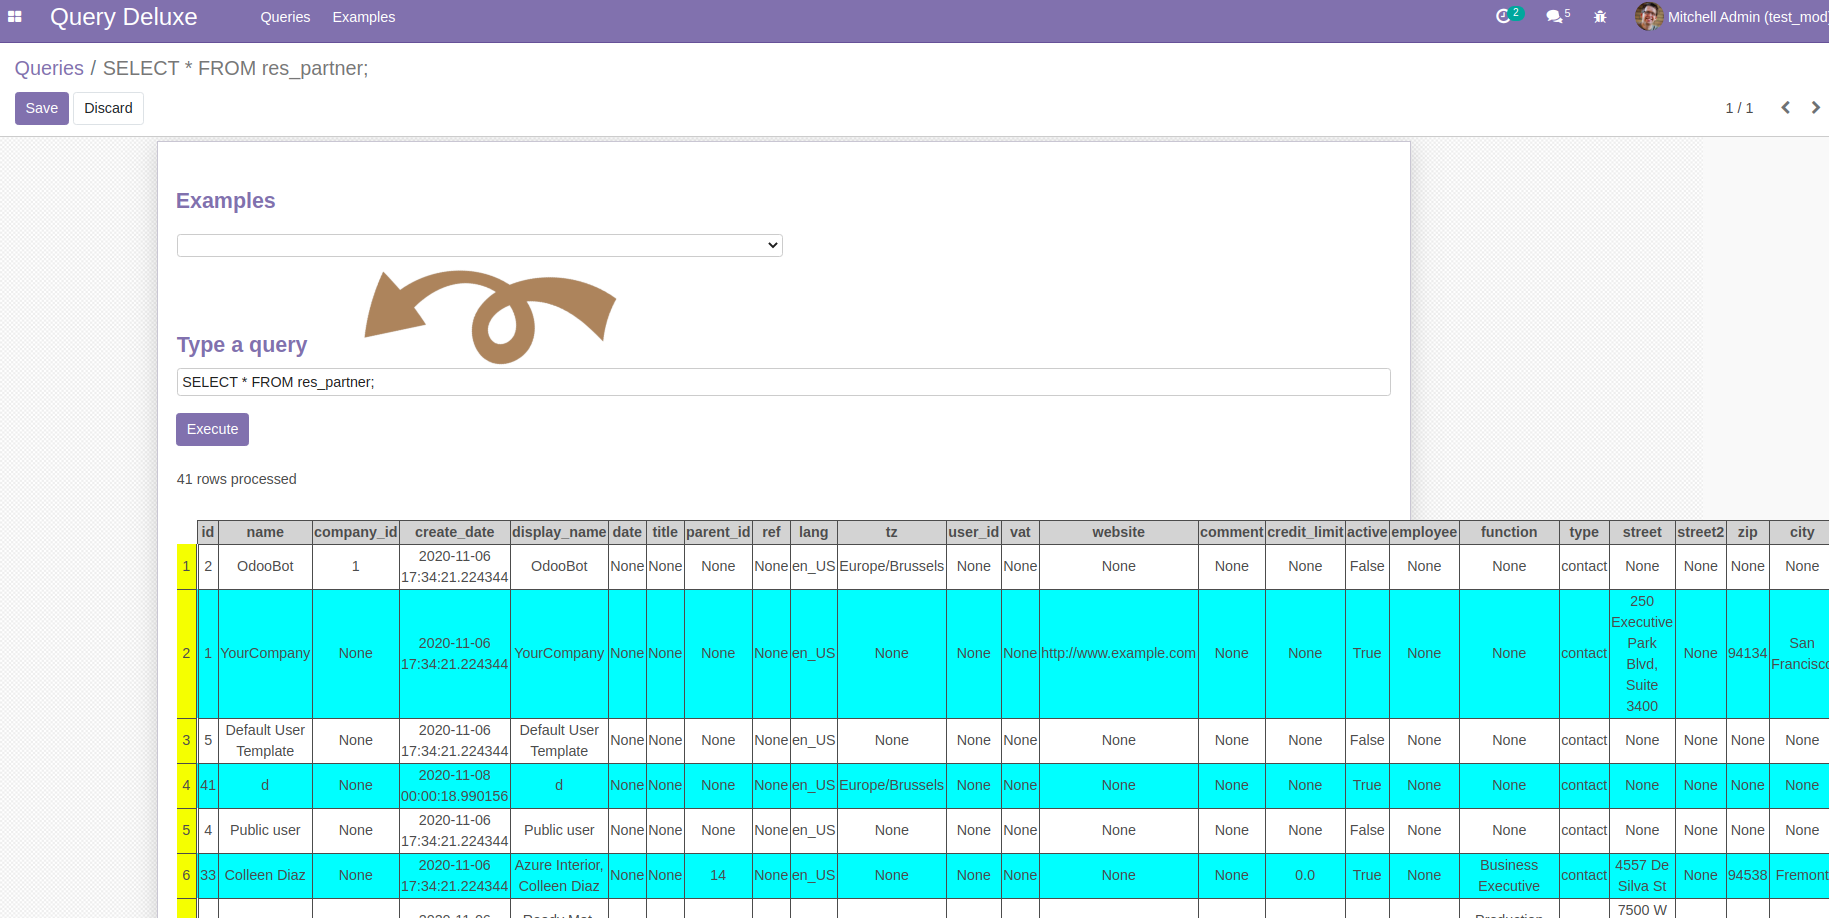 Query Deluxe Queries Examples 2 5 Mitchell Admin (test_mod
Queries / SELECT * FROM res_partner;
Save Discard 1 / 1
Examples
Type a query
SELECT * FROM res_partner;
Execute
41 rows processed
id name company_id create_date display_name date title parent_id ref lang tz user_id vat website comment credit_limit active employee function type street street2 zip city
1 2 OdooBot 1 2020-11-06 17:34:21.224344 OdooBot None None None None en_US Europe/Brussels None None None None None False None None contact None None None None
2 1 YourCompany None 2020-11-06 17:34:21.224344 YourCompany None None None None en_US None None None http://www.example.com None None True None None contact 250 Executive Park Blvd, Suite 3400 None 94134 San Francisco
3 5 Default User Template None 2020-11-06 17:34:21.224344 Default User Template None None None None en_US None None None None None None False None None contact None None None None
4 41 d None 2020-11-08 00:00:18.990156 d None None None None en_US Europe/Brussels None None None None None True None None contact None None None None
5 4 Public user None 2020-11-06 17:34:21.224344 Public user None None None None en_US None None None None None None False None None contact None None None None
6 33 Colleen Diaz None 2020-11-06 17:34:21.224344 Azure Interior, Colleen Diaz None None 14 None en_US None None None None None 0.0 True None Business Executive contact 4557 De Silva St None 94538 Fremont
2020-11-06 Ready Mat, Production 7500 W